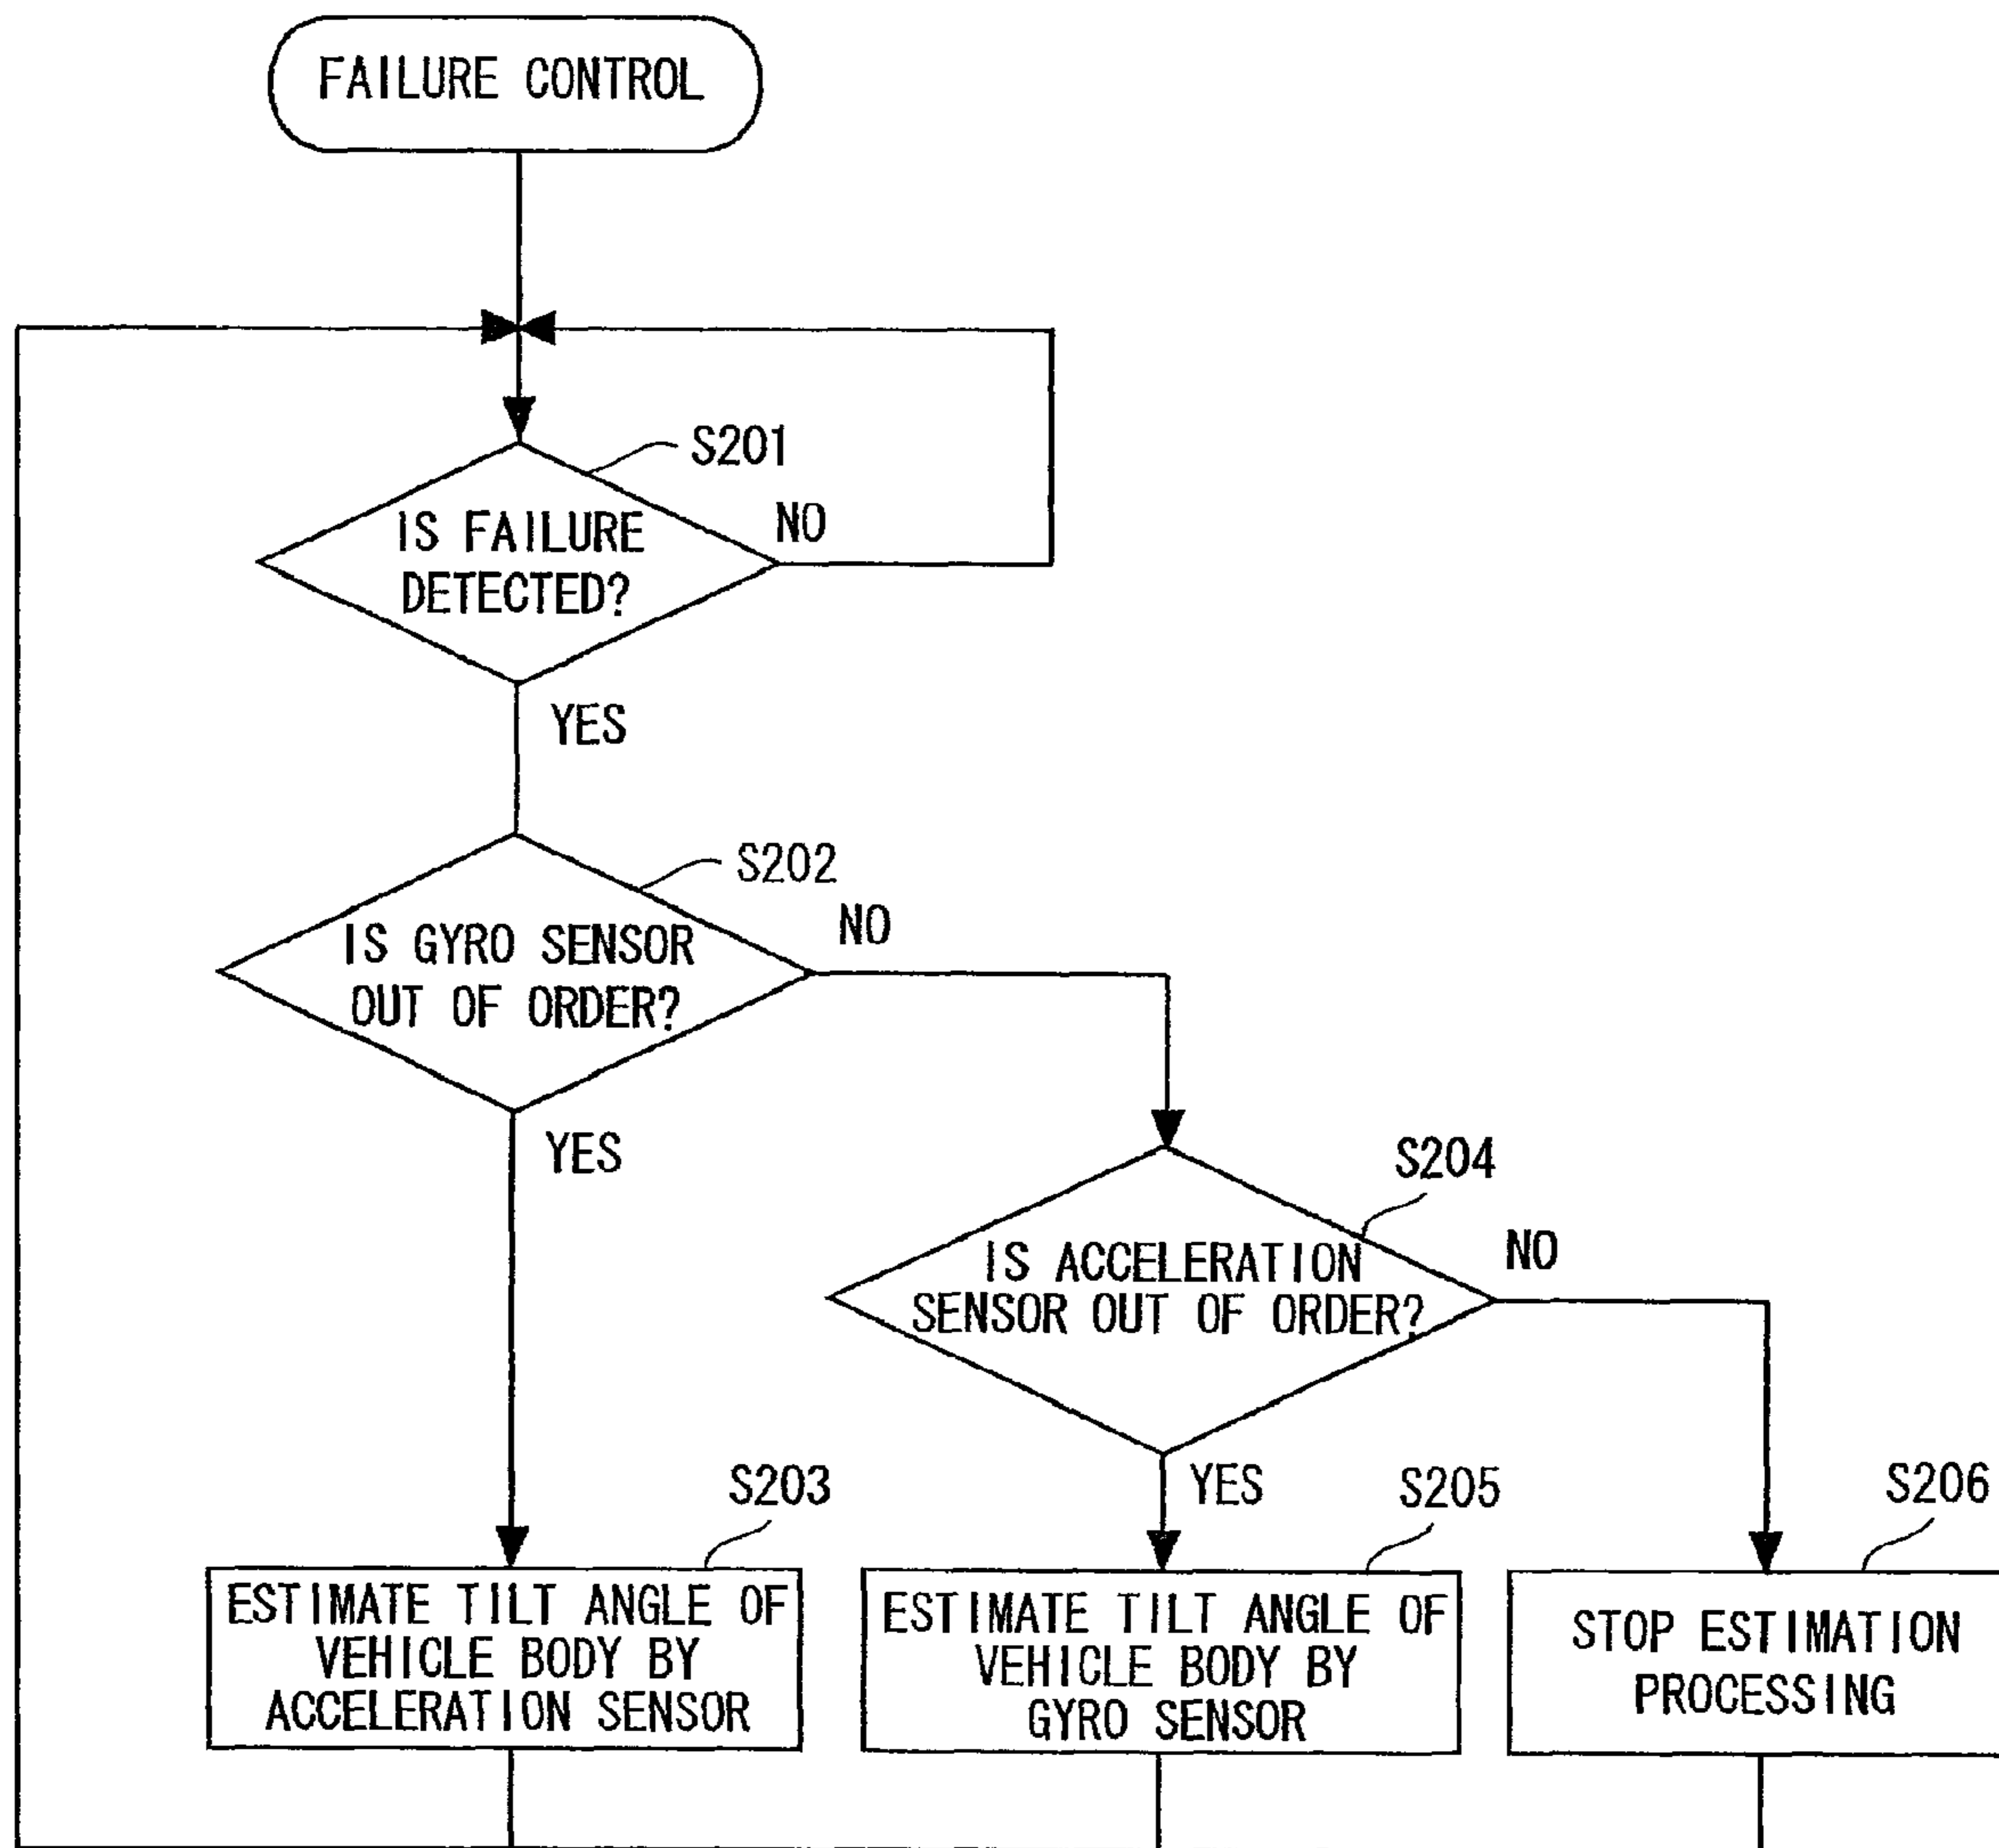 FAILURE CONTROL
S201
IS FAILURE
DETECTED?
NO
YES
S202
IS GYRO SENSOR
OUT OF ORDER?
NO
YES
S204
IS ACCELERATION
SENSOR OUT OF ORDER?
NO
YES
S203
ESTIMATE TILT ANGLE OF
VEHICLE BODY BY
ACCELERATION SENSOR
S205
ESTIMATE TILT ANGLE OF
VEHICLE BODY BY
GYRO SENSOR
S206
STOP ESTIMATION
PROCESSING